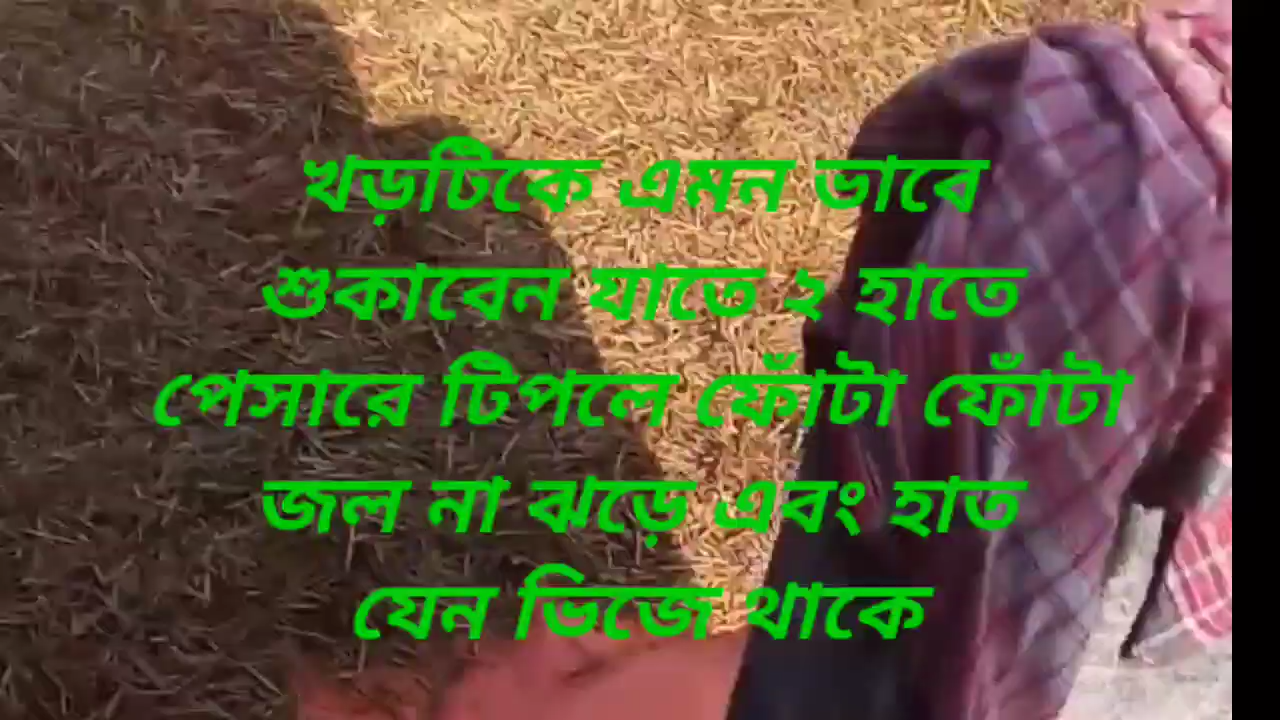 খড়টিকে এমন ভাবে
শুকাবেন যাতে ২ হাতে
পেসারে টিপলে ফোঁটা ফোঁটা
জল না ঝড়ে এবং হাত
যেন ভিজে থাকে